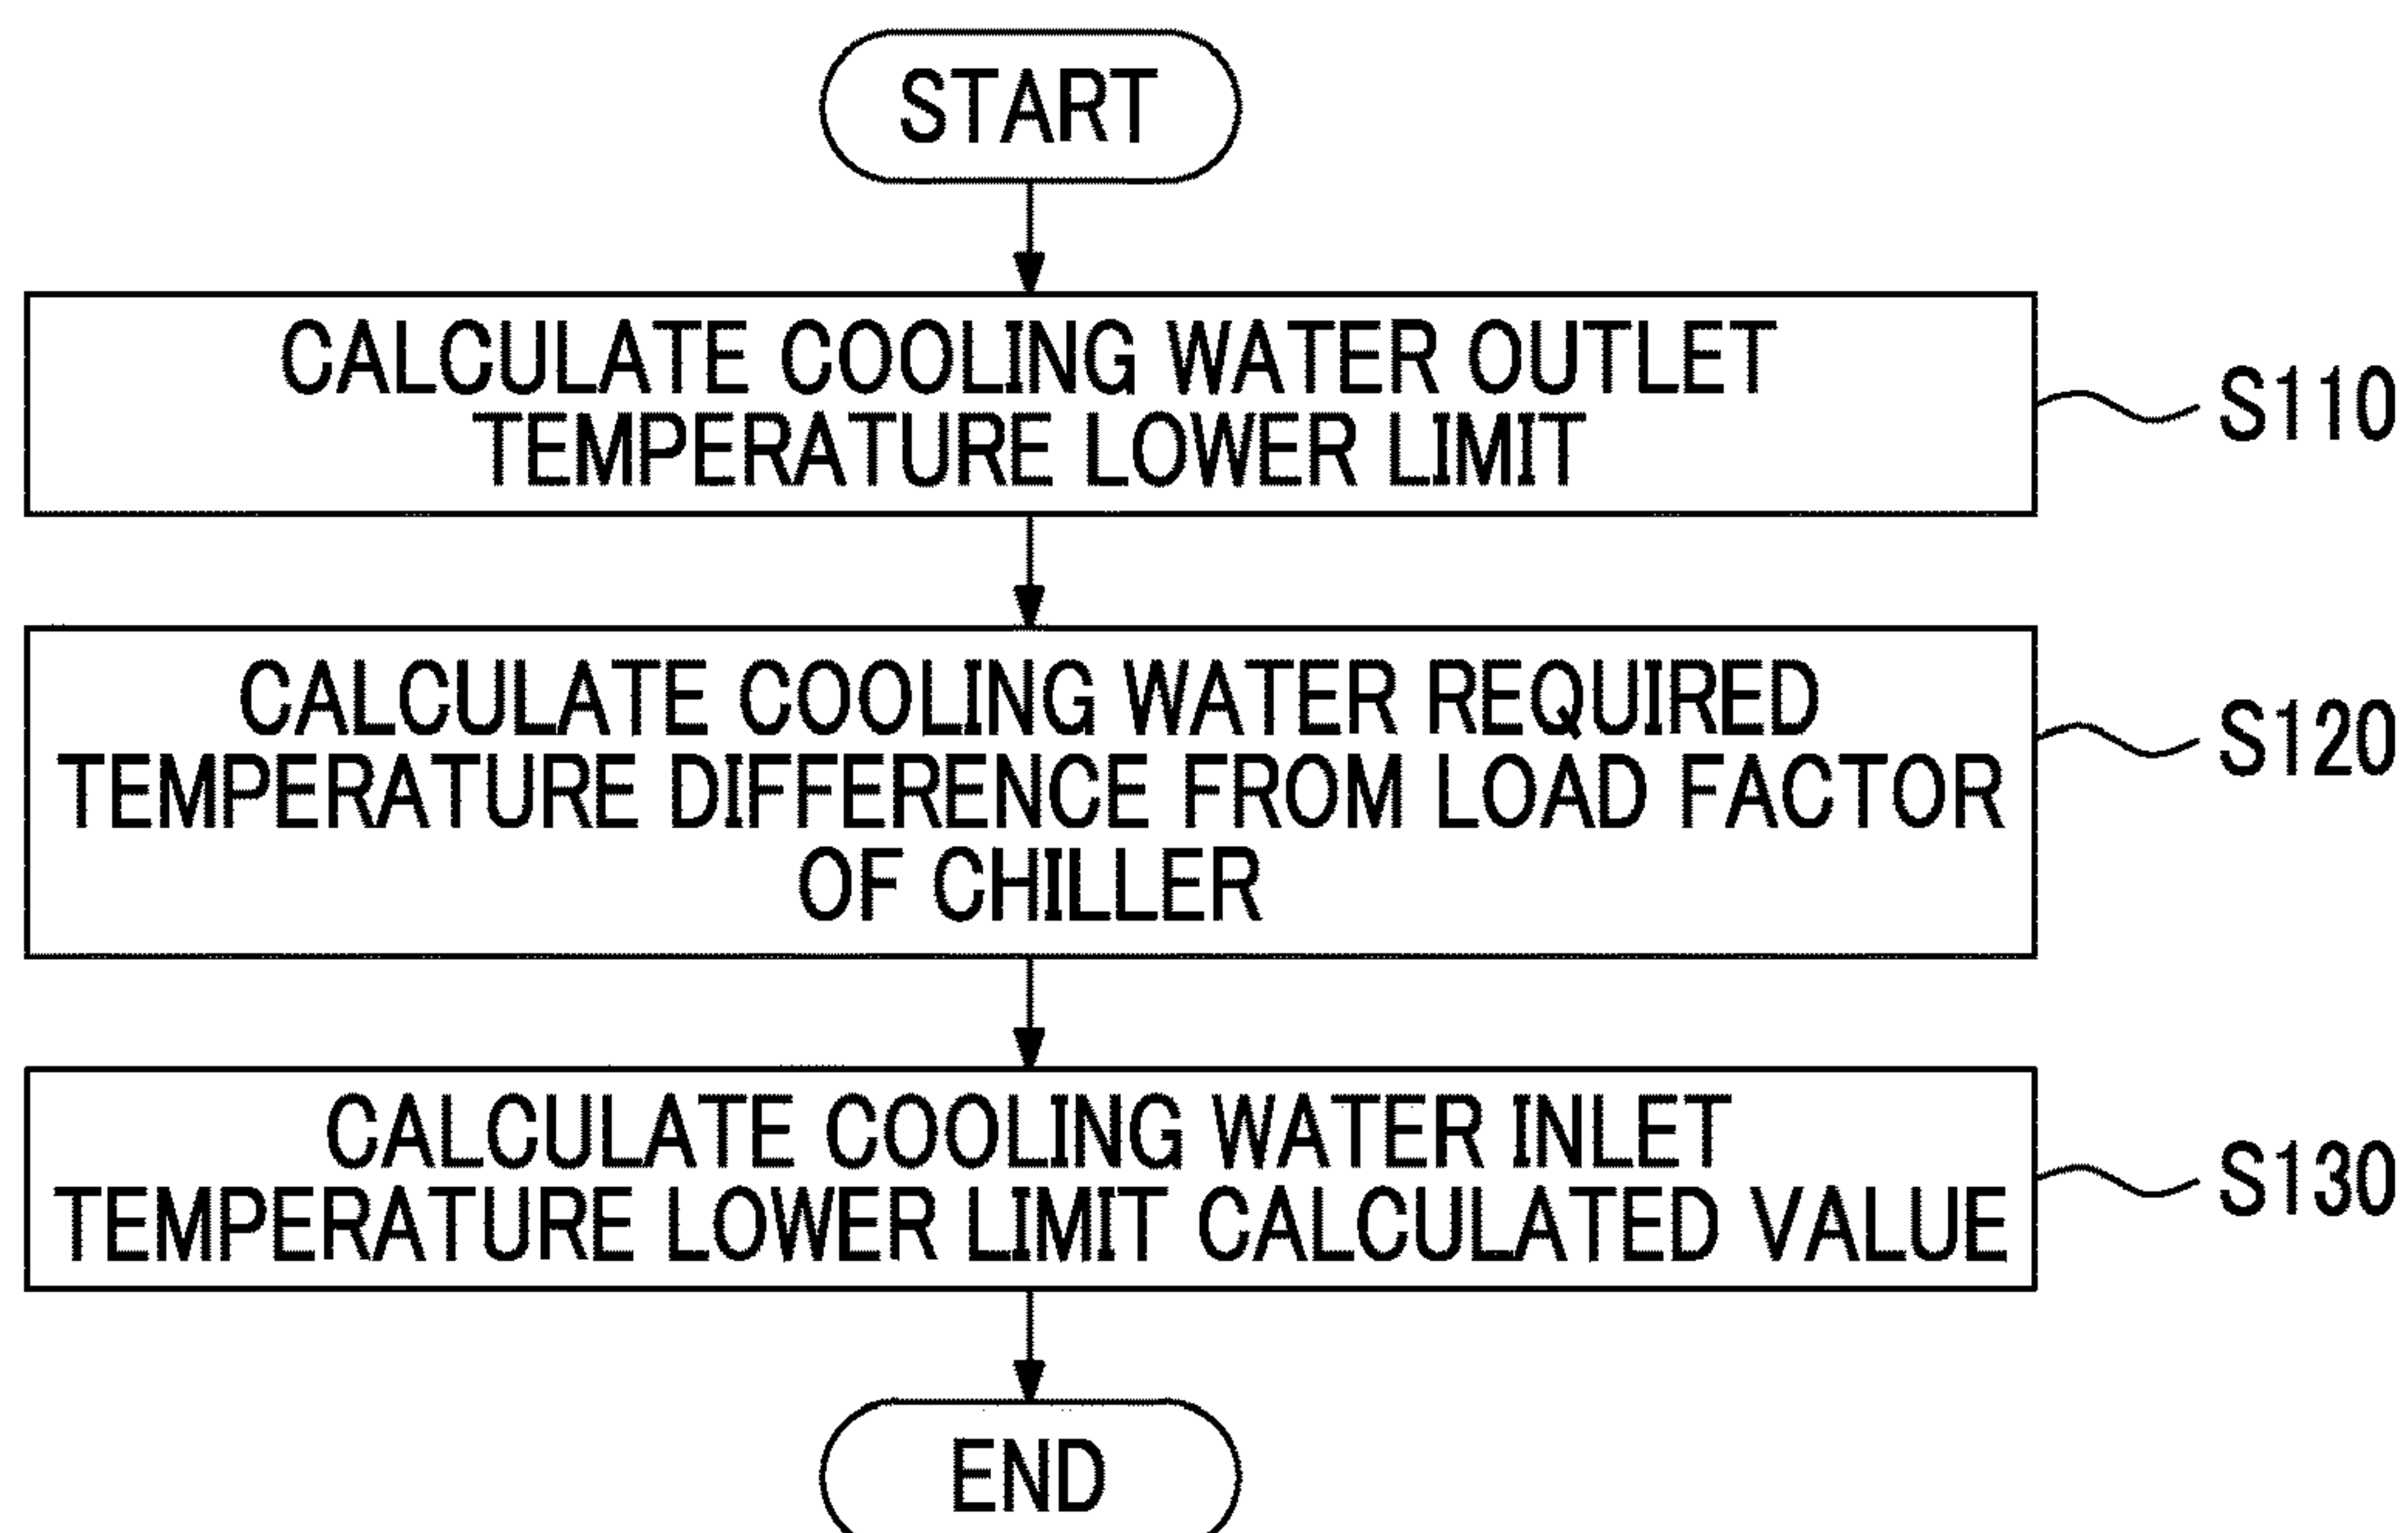 START
CALCULATE COOLING WATER OUTLET
TEMPERATURE LOWER LIMIT
S110
CALCULATE COOLING WATER REQUIRED
TEMPERATURE DIFFERENCE FROM LOAD FACTOR
OF CHILLER
S120
CALCULATE COOLING WATER INLET
TEMPERATURE LOWER LIMIT CALCULATED VALUE
S130
END